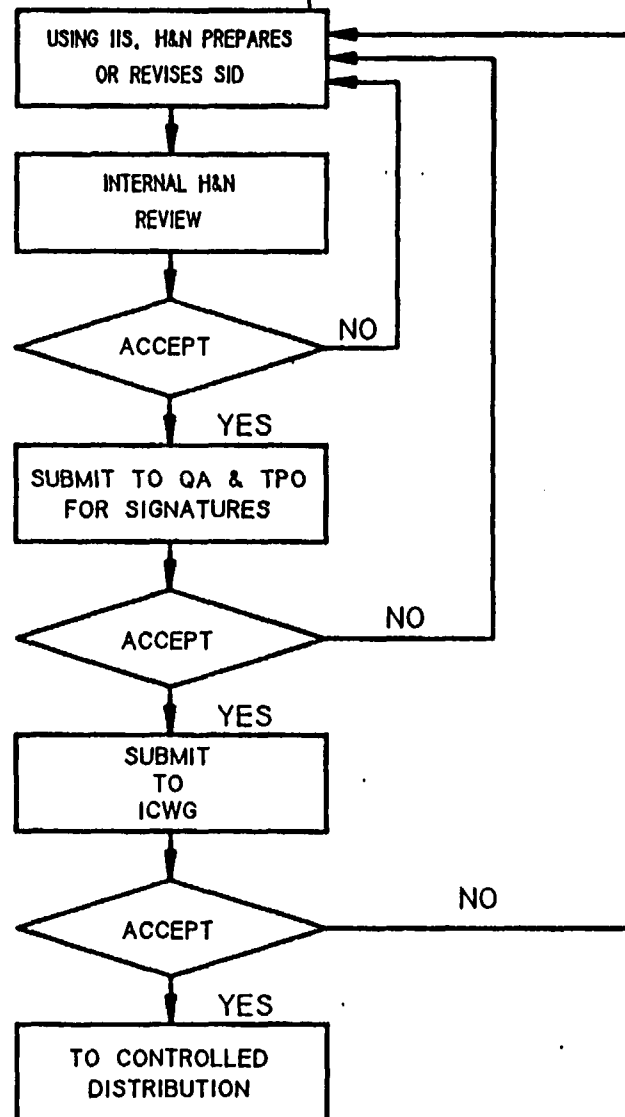 USING IIS, H&N PREPARES
OR REVISES SID
INTERNAL H&N
REVIEW
ACCEPT
NO
YES
SUBMIT TO QA & TPO
FOR SIGNATURES
ACCEPT
NO
YES
SUBMIT
TO
ICWG
ACCEPT
NO
YES
TO CONTROLLED
DISTRIBUTION